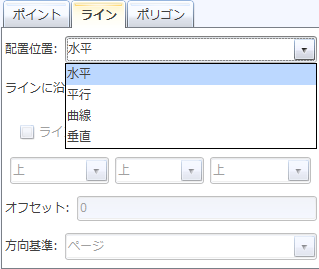 ポイント ライン ポリゴン
配置位置: 水平
水平
ラインに沿
平行
曲線
ライ
垂直
上 上 上
オフセット: 0
方向基準: ページ